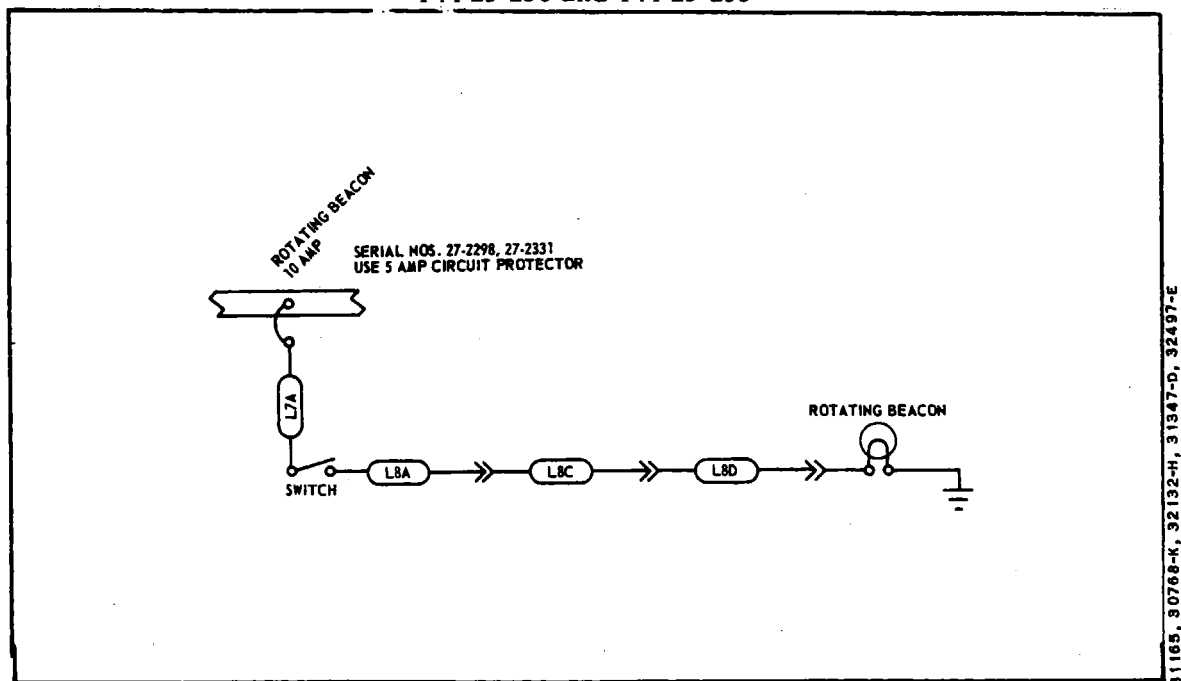 ROTATING BEACON
10 AMP
SERIAL NOS. 27-2298, 27-2331
USE 5 AMP CIRCUIT PROTECTOR
L7A
SWITCH
L8A
L8C
L8D
ROTATING BEACON
31165, 30768-K, 32132-H, 31347-D, 32497-E